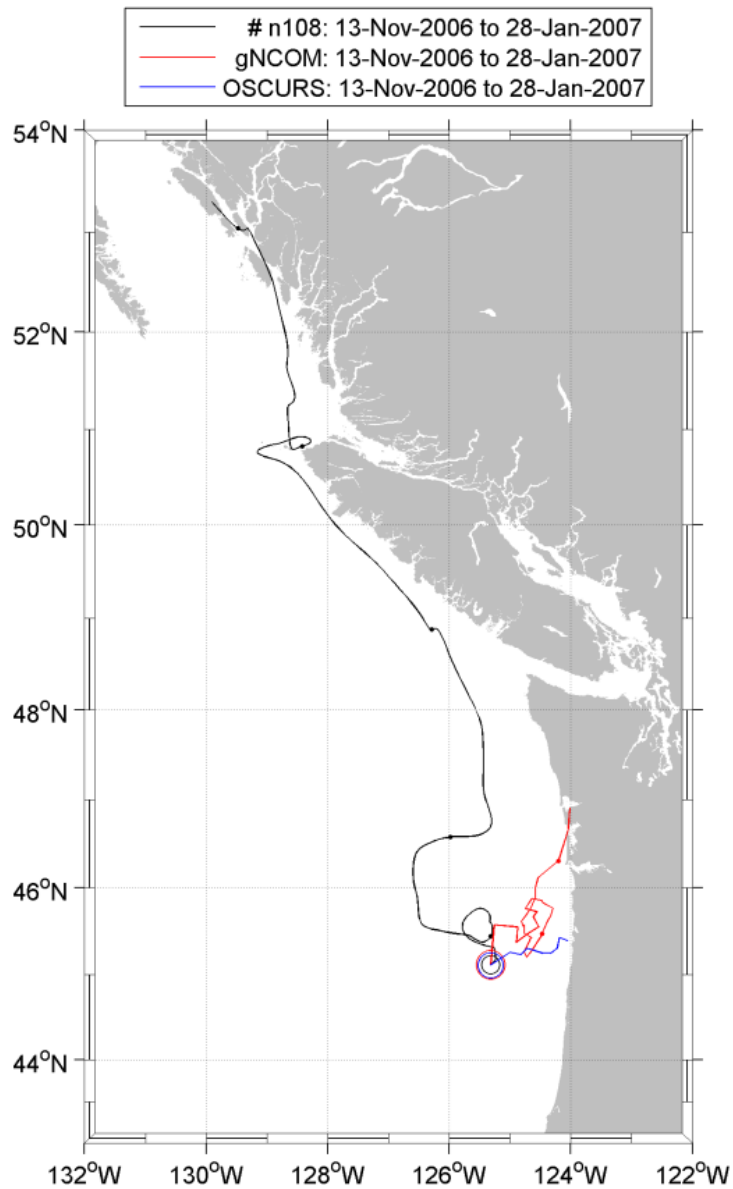 # n108: 13-Nov-2006 to 28-Jan-2007
gNCOM: 13-Nov-2006 to 28-Jan-2007
OSCURS: 13-Nov-2006 to 28-Jan-2007
54°N
52°N
50°N
48°N
46°N
44°N
132°W 130°W 128°W 126°W 124°W 122°W